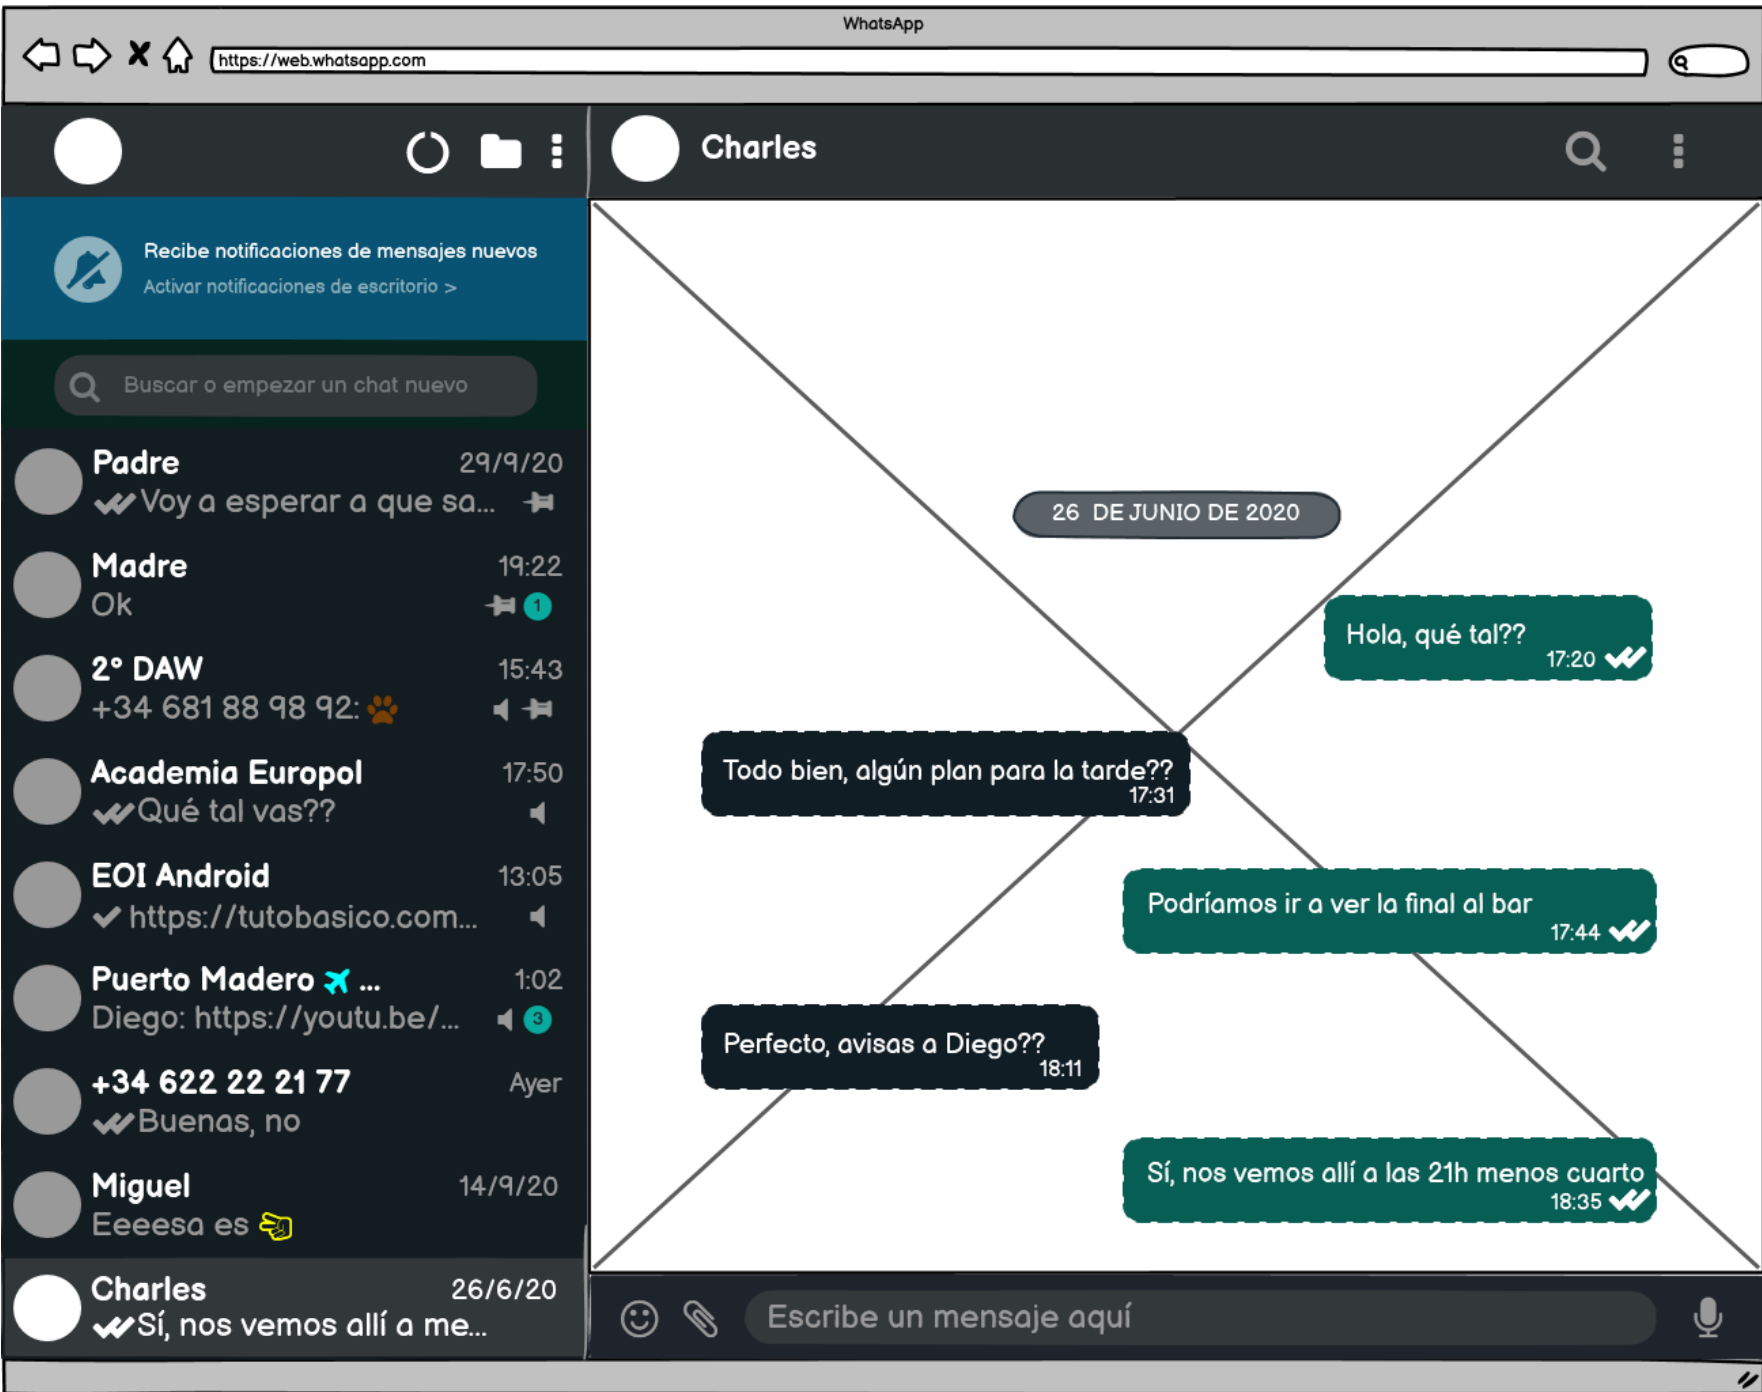 WhatsApp
https://web.whatsapp.com
Charles
Recibe notificaciones de mensajes nuevos
Activar notificaciones de escritorio >
Buscar o empezar un chat nuevo
Padre 29/9/20
Voy a esperar a que sa...
Madre 19:22
Ok 1
2º DAW 15:43
+34 681 88 98 92:
Academia Europol 17:50
Qué tal vas??
EOI Android 13:05
https://tutobasico.com...
Puerto Madero ... 1:02
Diego: https://youtu.be/... 3
+34 622 22 21 77 Ayer
Buenas, no
Miguel 14/9/20
Eeeesa es
Charles 26/6/20
Sí, nos vemos allí a me...
26 DE JUNIO DE 2020
Hola, qué tal??
17:20
Todo bien, algún plan para la tarde??
17:31
Podríamos ir a ver la final al bar
17:44
Perfecto, avisas a Diego??
18:11
Sí, nos vemos allí a las 21h menos cuarto
18:35
Escribe un mensaje aquí